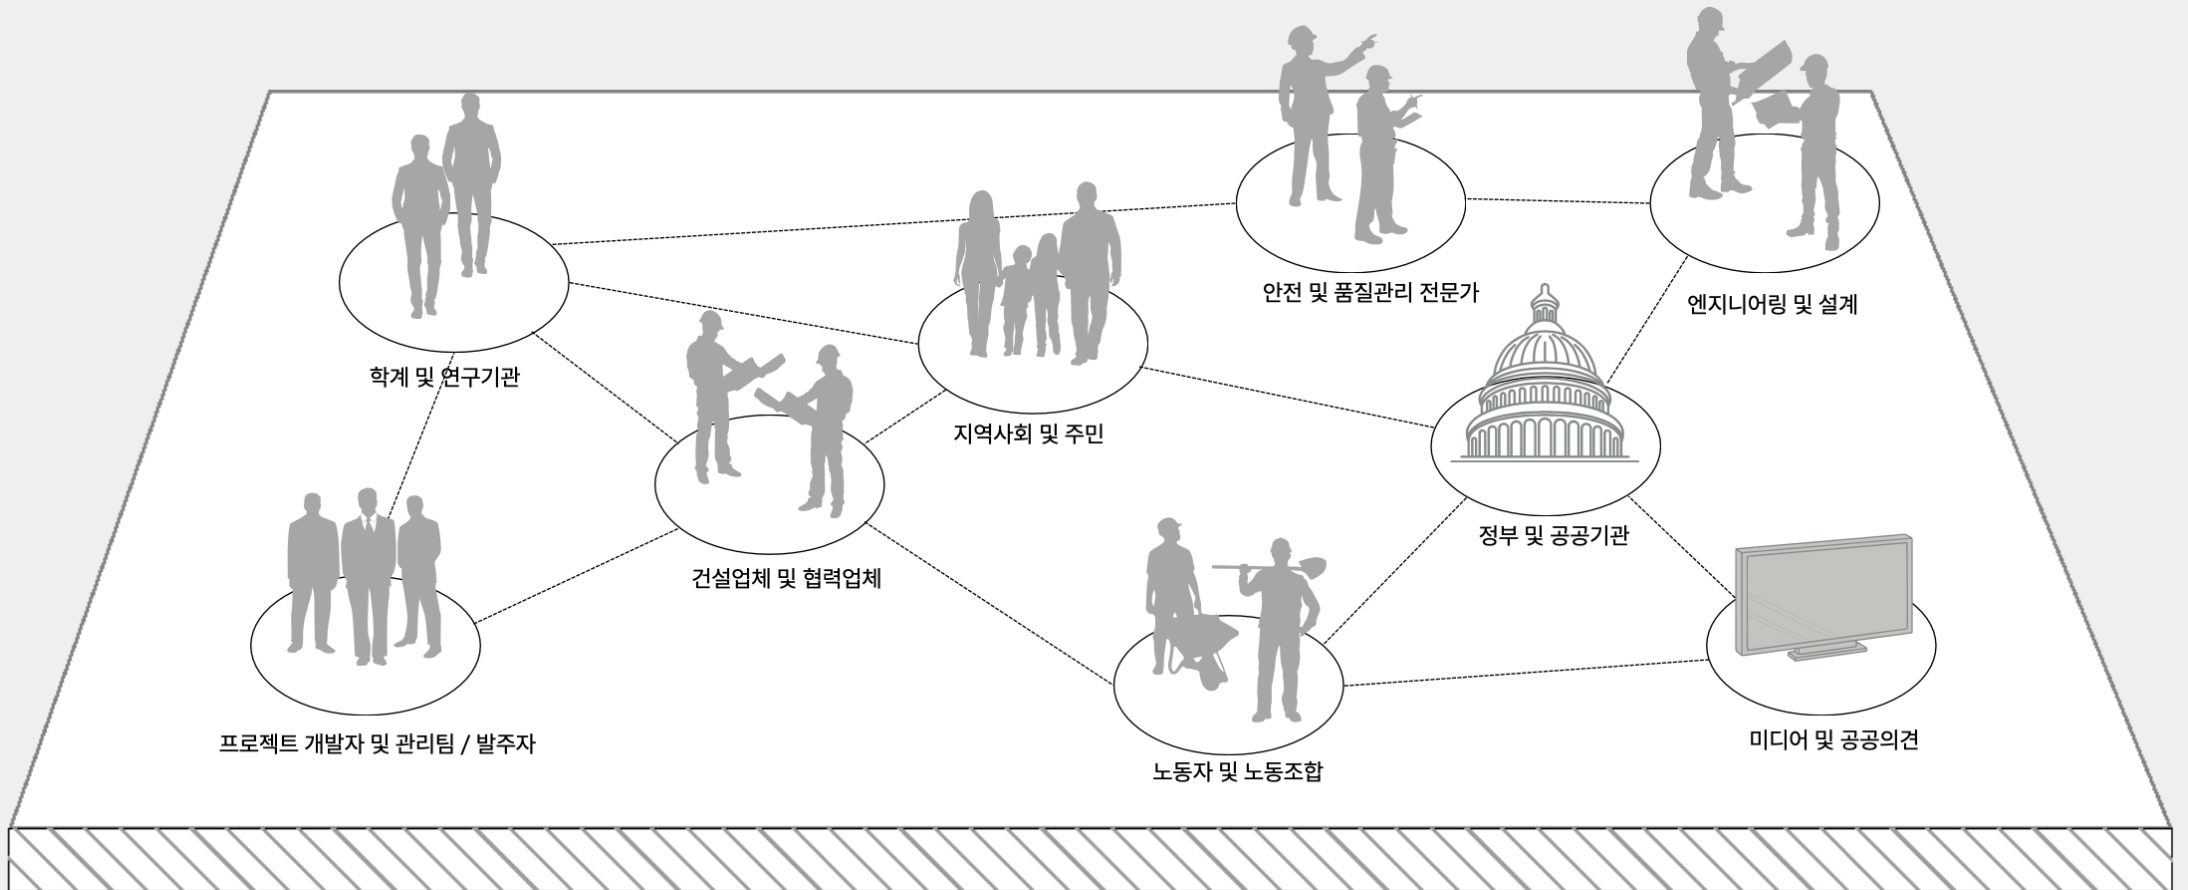 안전 및 품질관리 전문가
엔지니어링 및 설계
학계 및 연구기관
지역사회 및 주민
정부 및 공공기관
건설업체 및 협력업체
프로젝트 개발자 및 관리팀 / 발주자
미디어 및 공공의견
노동자 및 노동조합